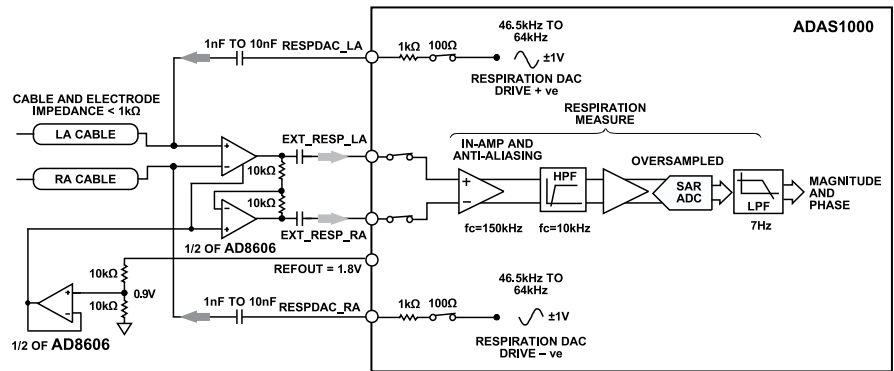 ADAS1000
46.5kHz TO
64kHz
1nF TO 10nF
RESPDAC_LA
1kΩ
100Ω
±1V
RESPIRATION DAC
DRIVE +ve
CABLE AND ELECTRODE
IMPEDANCE < 1kΩ
LA CABLE
RA CABLE
+
−
EXT_RESP_LA
10kΩ
10kΩ
−
+
EXT_RESP_RA
1/2 OF AD8606
RESPIRATION
MEASURE
IN-AMP AND
ANTI-ALIASING
+
−
fc=150kHz
HPF
fc=10kHz
OVERSAMPLED
SAR
ADC
LPF
7Hz
MAGNITUDE
AND
PHASE
REFOUT = 1.8V
10kΩ
0.9V
10kΩ
+
−
1/2 OF AD8606
1nF TO 10nF
RESPDAC_RA
1kΩ
100Ω
46.5kHz TO
64kHz
±1V
RESPIRATION DAC
DRIVE – ve